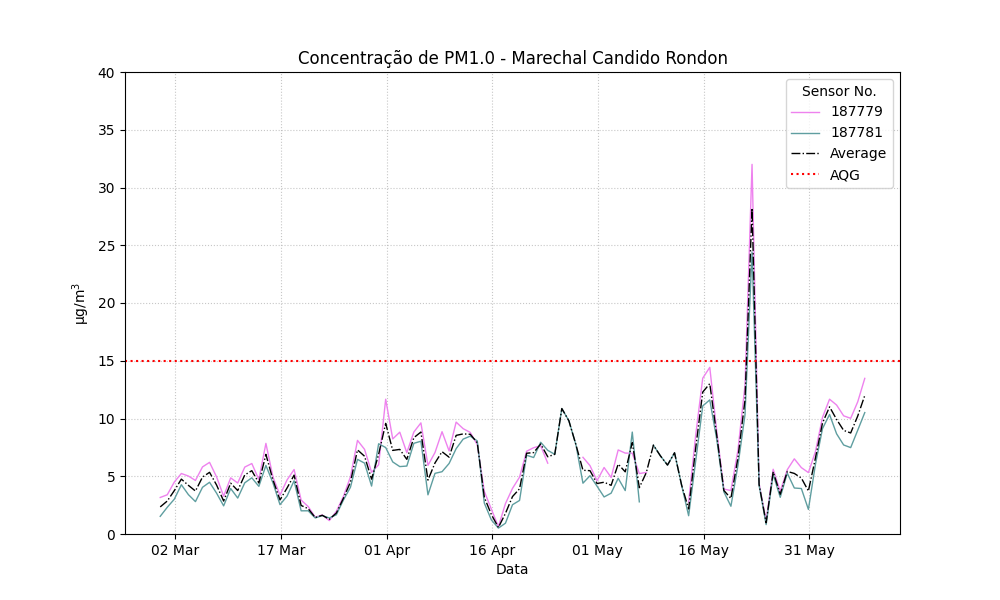 Concentração de PM1.0 - Marechal Candido Rondon
40
35
30
25
20
15
10
5
0
µg/m³
Sensor No.
187779
187781
Average
AQG
02 Mar
17 Mar
01 Apr
16 Apr
01 May
16 May
31 May
Data